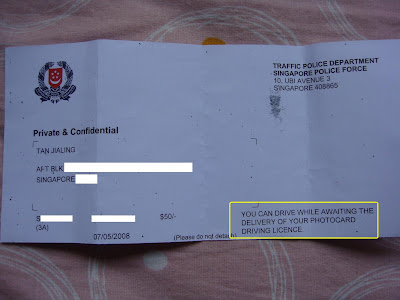 TRAFFIC POLICE DEPARTMENT
SINGAPORE POLICE FORCE
10, UBI AVENUE 3
SINGAPORE 408865
Private & Confidential
TAN JIALING
APT BLK
SINGAPORE
S
$50/-
(3A)
07/05/2008
(Please do not detach)
YOU CAN DRIVE WHILE AWAITING THE
DELIVERY OF YOUR PHOTOCARD
DRIVING LICENCE.